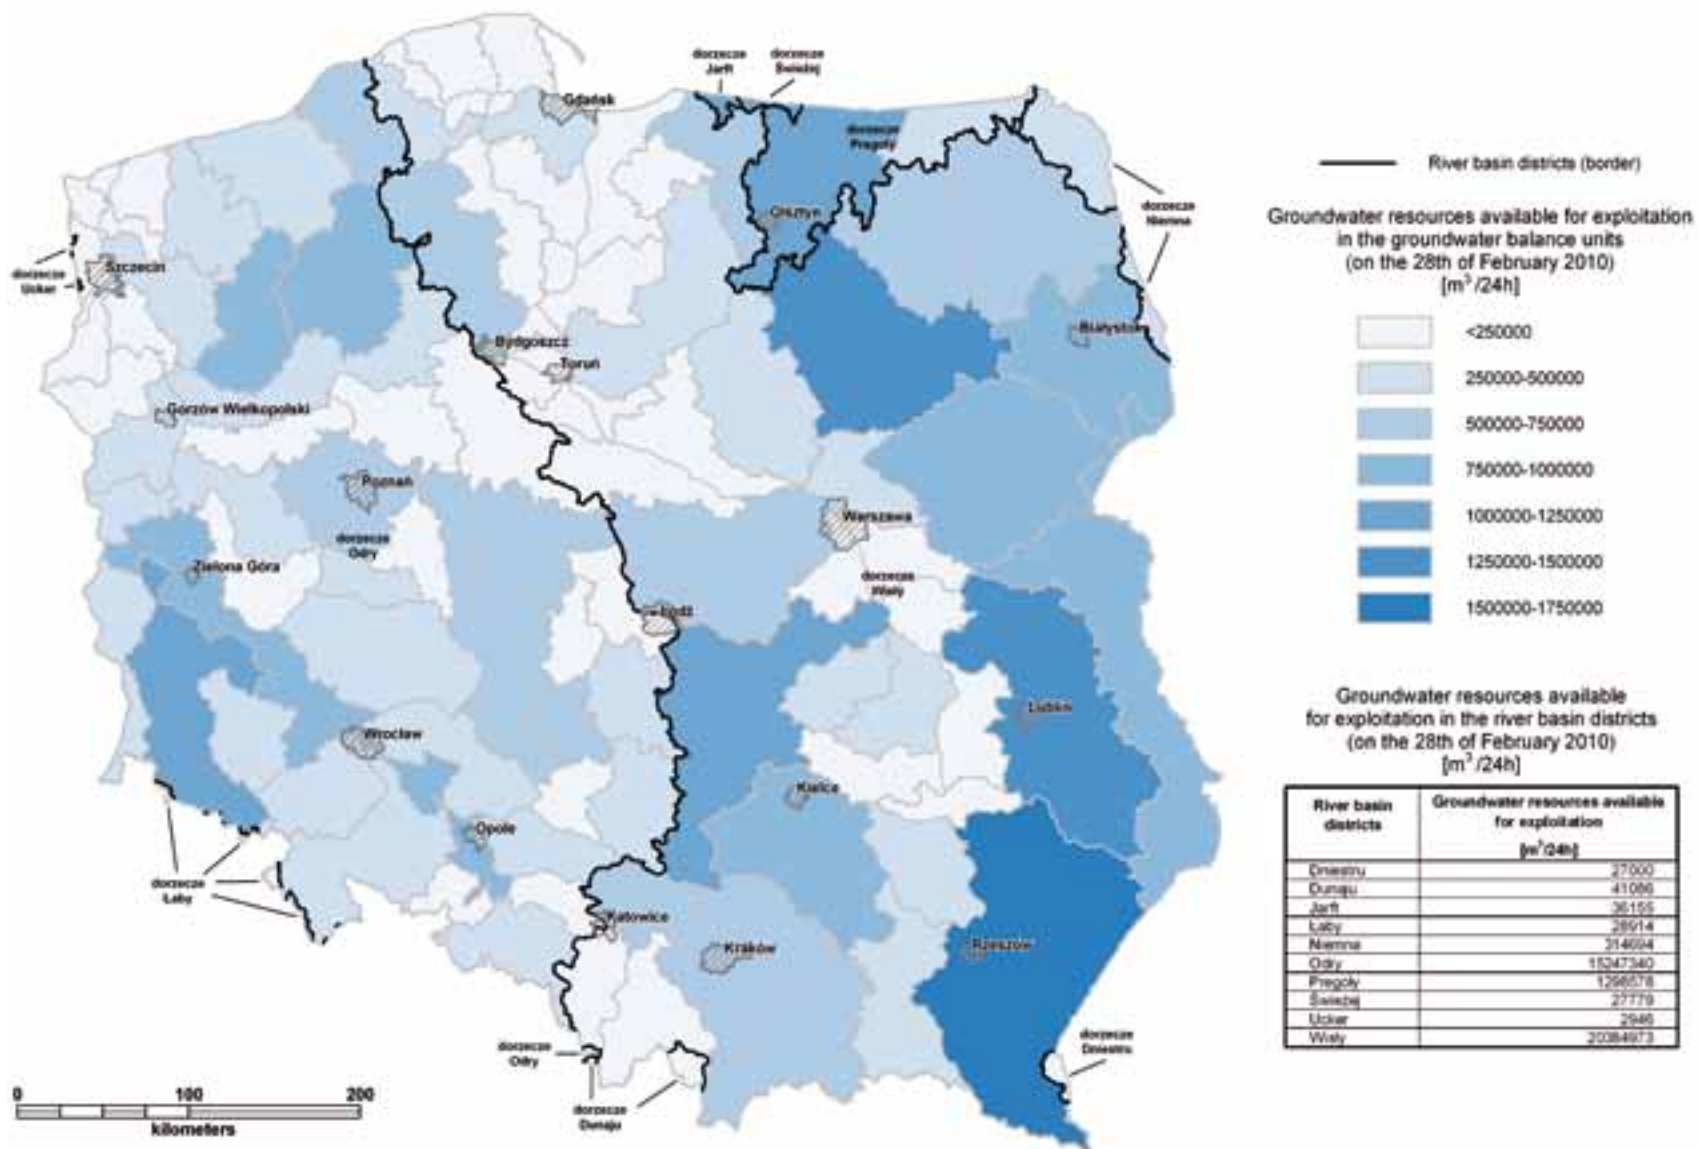 dorzecze
Jarft
dorzecze
Świeżej
Gdańsk
dorzecze
Pregoły
dorzecze
Niemna
Olsztyn
dorzecze
Ucker
Szczecin
Białystok
Bydgoszcz
Toruń
Gorzów Wielkopolski
Poznań
Warszawa
dorzecze
Odry
Zielona Góra
dorzecze
Wisły
Łódź
Lublin
Wrocław
Kielce
Opole
dorzecze
Łaby
Katowice
Kraków
Rzeszów
dorzecze
Odry
dorzecze
Dniestru
dorzecze
Dunaju
0 100 200
kilometers
River basin districts (border)
Groundwater resources available for exploitation
in the groundwater balance units
(on the 28th of February 2010)
[m³/24h]
<250000
250000-500000
500000-750000
750000-1000000
1000000-1250000
1250000-1500000
1500000-1750000
Groundwater resources available
for exploitation in the river basin districts
(on the 28th of February 2010)
[m³/24h]
River basin districts
Groundwater resources available
for exploitation
[m³/24h]
Dniestru 27000
Dunaju 41086
Jarft 36155
Łaby 28914
Niemna 314694
Odry 15247340
Pregoły 1298578
Świeżej 27779
Ucker 2946
Wisły 20384973